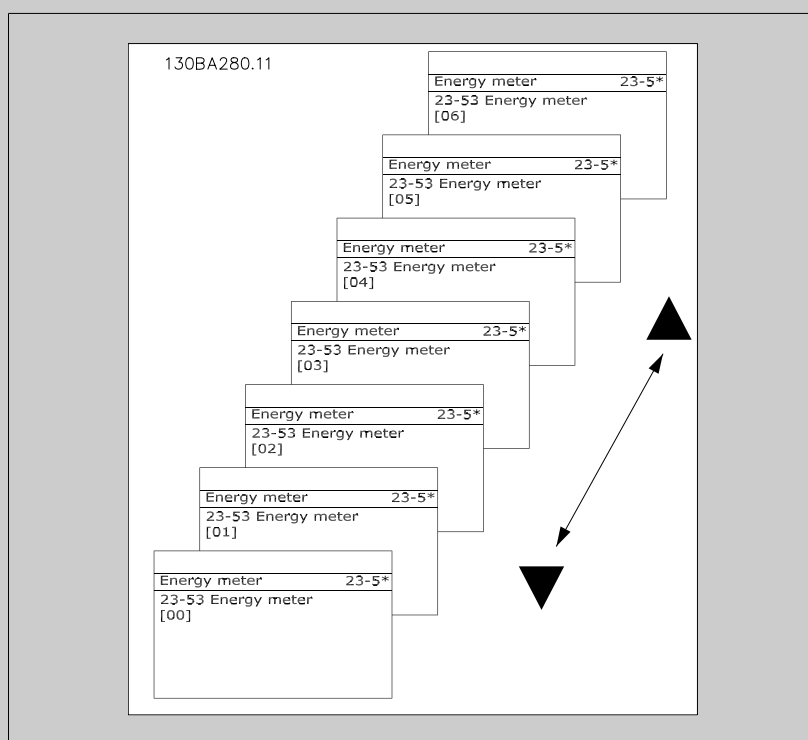 130BA280.11
Energy meter 23-5*
23-53 Energy meter
[06]
Energy meter 23-5*
23-53 Energy meter
[05]
Energy meter 23-5*
23-53 Energy meter
[04]
Energy meter 23-5*
23-53 Energy meter
[03]
Energy meter 23-5*
23-53 Energy meter
[02]
Energy meter 23-5*
23-53 Energy meter
[01]
Energy meter 23-5*
23-53 Energy meter
[00]